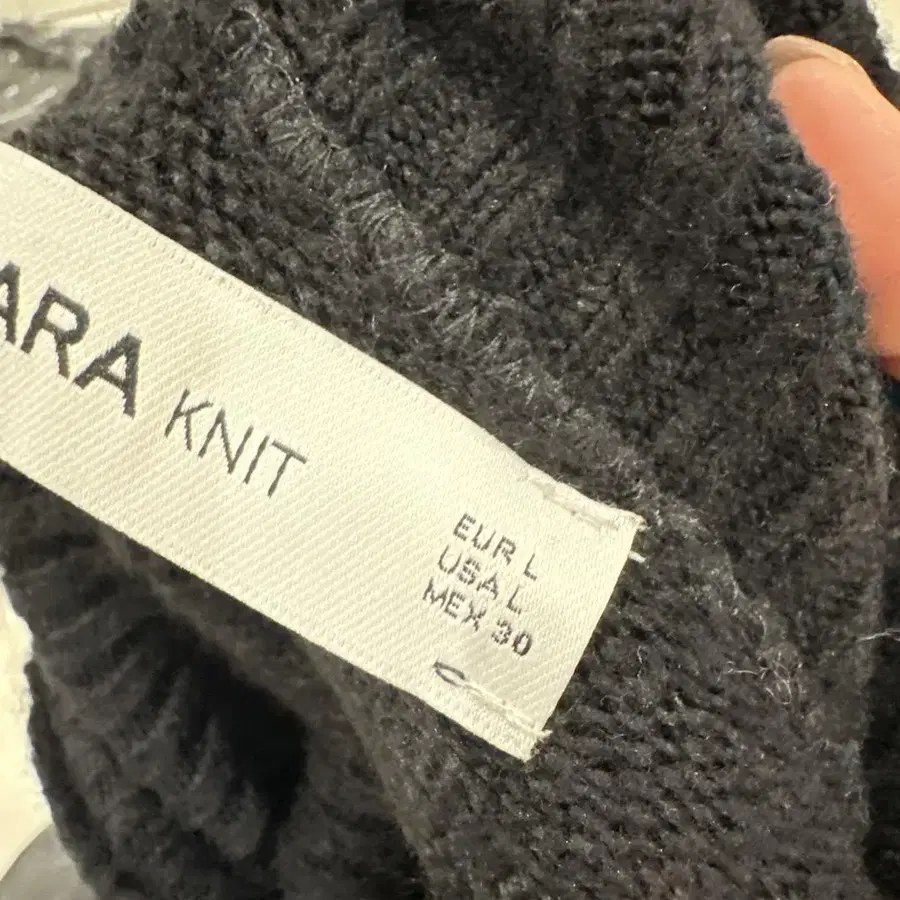 ARA KNIT
EUR L
USA L
MEX 30